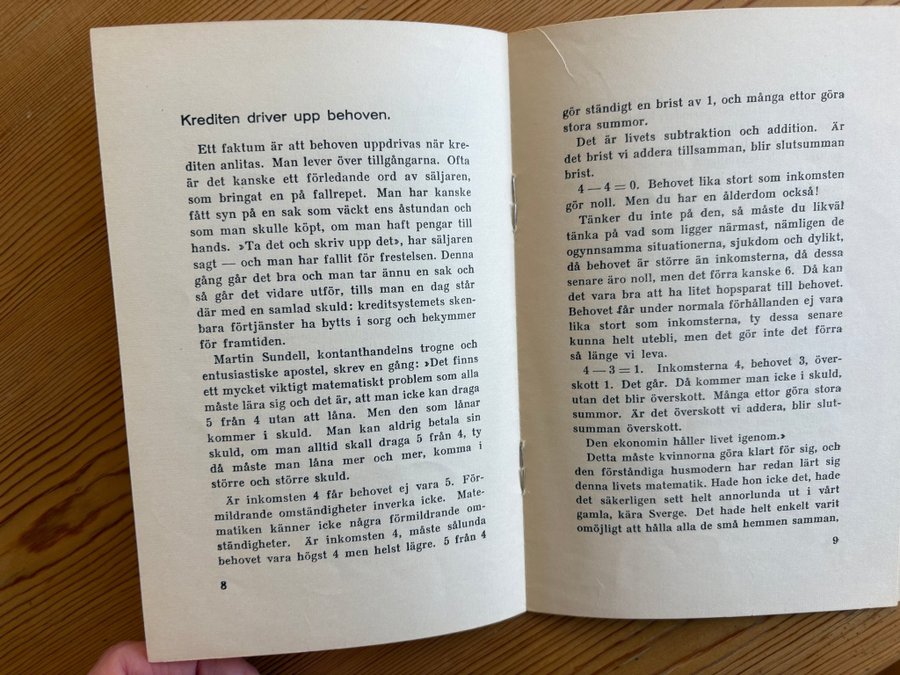 Krediten driver upp behoven.
Ett faktum är att behoven uppdrivas när kre-
diten anlitas. Man lever över tillgångarna. Ofta
är det kanske ett förledande ord av säljaren,
som bringat en på fallrepet. Man har kanske
fått syn på en sak som väckt ens åstundan och
som man skulle köpt, om man haft pengar till
hands. »Ta det och skriv upp det», har säljaren
sagt — och man har fallit för frestelsen. Denna
gång går det bra och man tar ännu en sak och
så går det vidare utför, tills man en dag står
där med en samlad skuld: kreditsystemets sken-
bara förtjänster ha bytts i sorg och bekymmer
för framtiden.
Martin Sundell, kontanthandelns trogne och
entusiastiske apostel, skrev en gång: »Det finns
ett mycket viktigt matematiskt problem som alla
måste lära sig och det är, att man icke kan draga
5 från 4 utan att låna. Men den som lånar
kommer i skuld. Man kan aldrig betala sin
skuld, om man alltid skall draga 5 från 4, ty
då måste man låna mer och mer, komma i
större och större skuld.
Är inkomsten 4 får behovet ej vara 5. För-
mildrande omständigheter inverka icke. Mate-
matiken känner icke några förmildrande om-
ständigheter. Är inkomsten 4, måste sålunda
behovet vara högst 4 men helst lägre. 5 från 4
8
gör ständigt en brist av 1, och många ettor göra
stora summor.
Det är livets subtraktion och addition. Är
det brist vi addera tillsamman, blir slutsumman
brist.
4 — 4 = 0. Behovet lika stort som inkomsten
gör noll. Men du har en ålderdom också!
Tänker du inte på den, så måste du likväl
tänka på vad som ligger närmast, nämligen de
ogynnsamma situationerna, sjukdom och dylikt,
då behovet är större än inkomsterna, då dessa
senare äro noll, men det förra kanske 6. Då kan
det vara bra att ha litet hopsparat till behovet.
Behovet får under normala förhållanden ej vara
lika stort som inkomsterna, ty dessa senare
kunna helt utebli, men det gör inte det förra
så länge vi leva.
4 — 3 = 1. Inkomsterna 4, behovet 3, över-
skott 1. Det går. Då kommer man icke i skuld,
utan det blir överskott. Många ettor göra stora
summor. Är det överskott vi addera, blir slut-
summan överskott.
Den ekonomin håller livet igenom.»
Detta måste kvinnorna göra klart för sig, och
den förständiga husmodern har redan lärt sig
denna livets matematik. Hade hon icke det, hade
det säkerligen sett helt annorlunda ut i vårt
gamla, kära Sverge. Det hade helt enkelt varit
omöjligt att hålla alla de små hemmen samman,
9